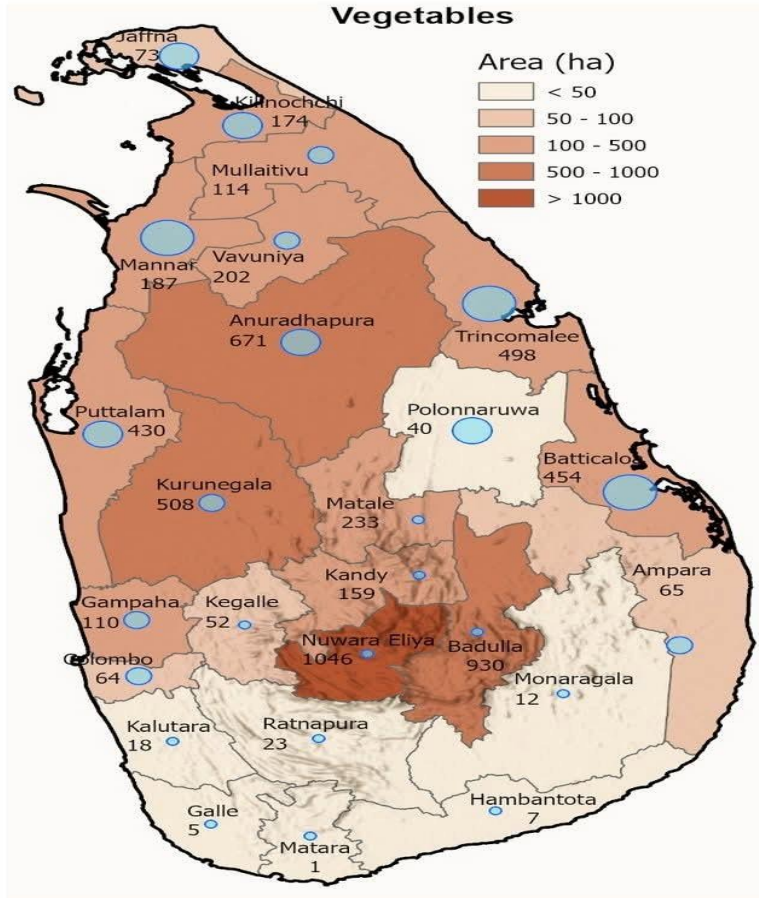 Vegetables
Area (ha)
< 50
50 - 100
100 - 500
500 - 1000
> 1000
Jaffna
73
Kilinochchi
174
Mullaitivu
114
Mannar
187
Vavuniya
202
Anuradhapura
671
Trincomalee
498
Puttalam
430
Polonnaruwa
40
Batticaloa
454
Kurunegala
508
Matale
233
Kandy
159
Ampara
65
Gampaha
110
Kegalle
52
Nuwara Eliya
1046
Badulla
930
Colombo
64
Monaragala
12
Kalutara
18
Ratnapura
23
Galle
5
Hambantota
7
Matara
1